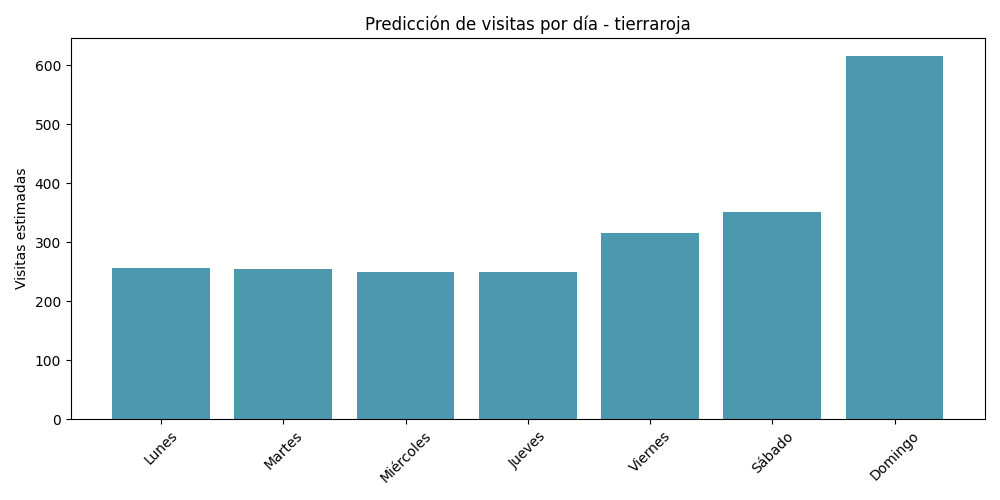 Predicción de visitas por día - tierraroja
Visitas estimadas
600
500
400
300
200
100
0
Lunes
Martes
Miércoles
Jueves
Viernes
Sábado
Domingo